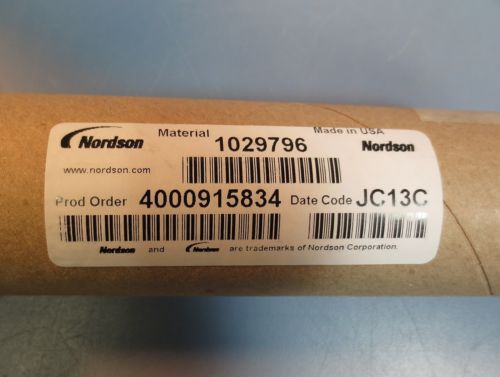 Nordson Material 1029796 Made in USA Nordson
www.nordson.com
Prod Order 4000915834 Date Code JC13C
Nordson and Nordson are trademarks of Nordson Corporation.